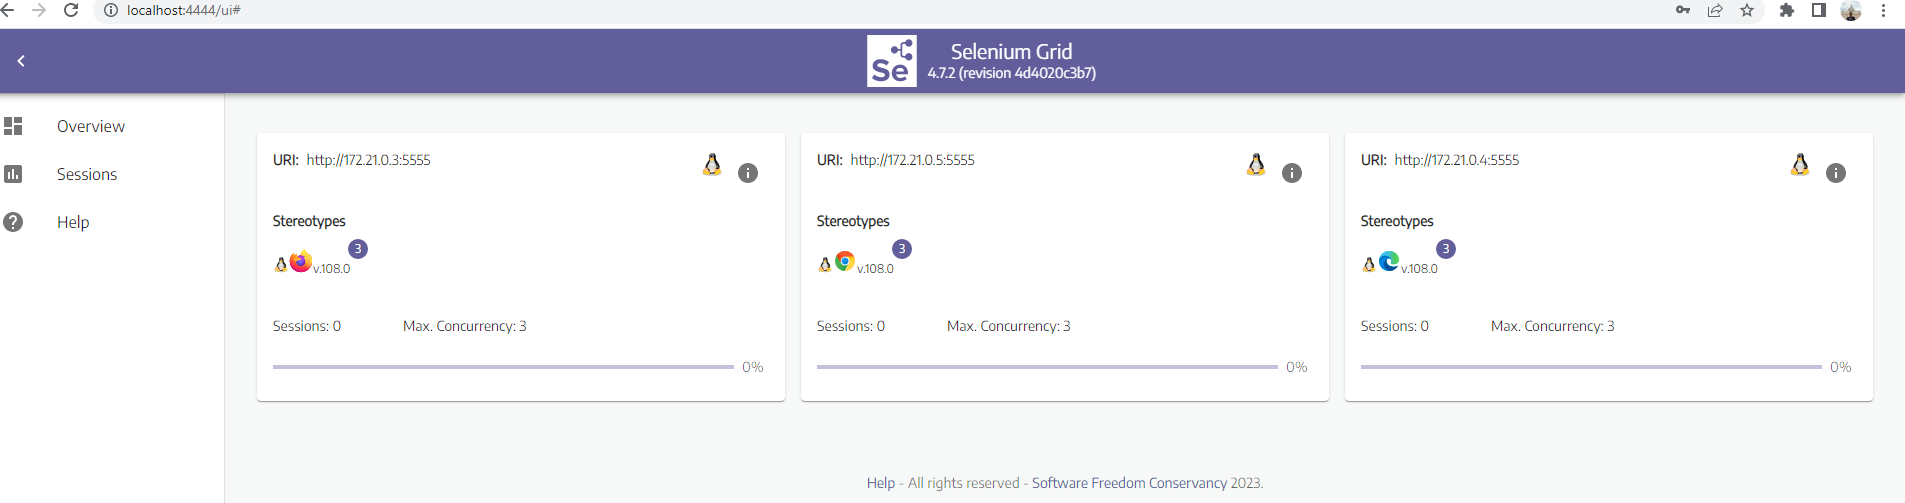 localhost:4444/ui#
Se
Selenium Grid
4.7.2 (revision 4d4020c3b7)
Overview
Sessions
Help
URI: http://172.21.0.3:5555
Stereotypes
v.108.0
3
Sessions: 0
Max. Concurrency: 3
0%
URI: http://172.21.0.5:5555
Stereotypes
v.108.0
3
Sessions: 0
Max. Concurrency: 3
0%
URI: http://172.21.0.4:5555
Stereotypes
v.108.0
3
Sessions: 0
Max. Concurrency: 3
0%
Help - All rights reserved - Software Freedom Conservancy 2023.